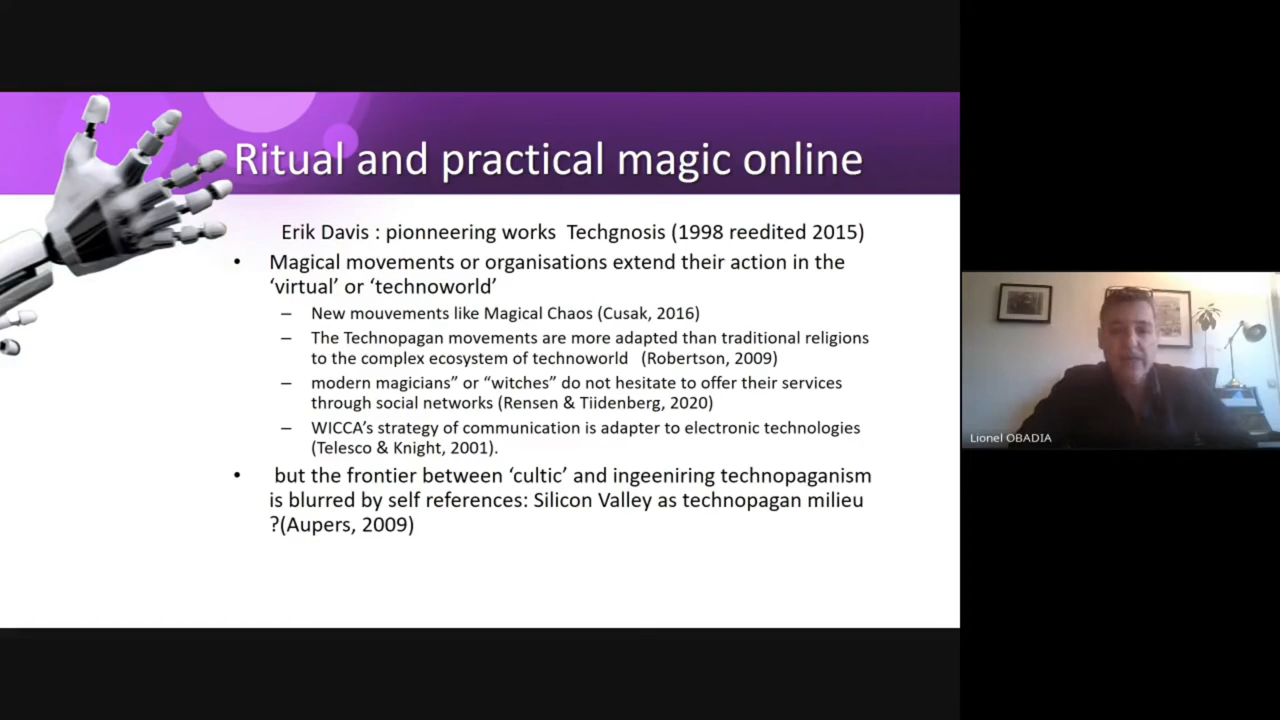 Ritual and practical magic online
Erik Davis : pionneering works  Techgnosis (1998 reedited 2015)
• Magical movements or organisations extend their action in the
‘virtual’ or ‘technoworld’
– New mouvements like Magical Chaos (Cusak, 2016)
– The Technopagan movements are more adapted than traditional religions
to the complex ecosystem of technoworld   (Robertson, 2009)
– modern magicians” or “witches” do not hesitate to offer their services
through social networks (Rensen & Tiidenberg, 2020)
– WICCA’s strategy of communication is adapter to electronic technologies
(Telesco & Knight, 2001).
• but the frontier between ‘cultic’ and ingeeniring technopaganism
is blurred by self references: Silicon Valley as technopagan milieu
?(Aupers, 2009)
Lionel OBADIA